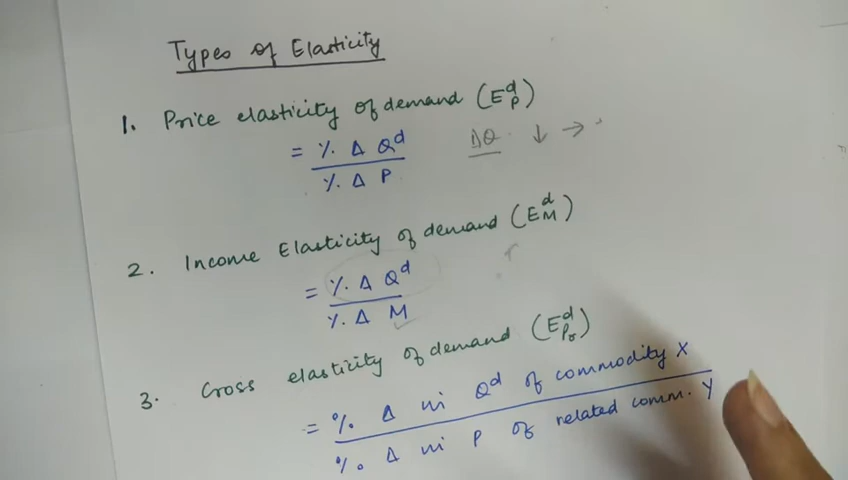 Types of Elasticity
1. Price elasticity of demand (E^d_P)
= % Δ Q^d
% Δ P
ΔQ ↓ →
2. Income Elasticity of demand (E^d_M)
= % Δ Q^d
% Δ M
3. Cross elasticity of demand (E^d_Pr)
= % Δ in Q^d of commodity X
% Δ in P of related comm. Y